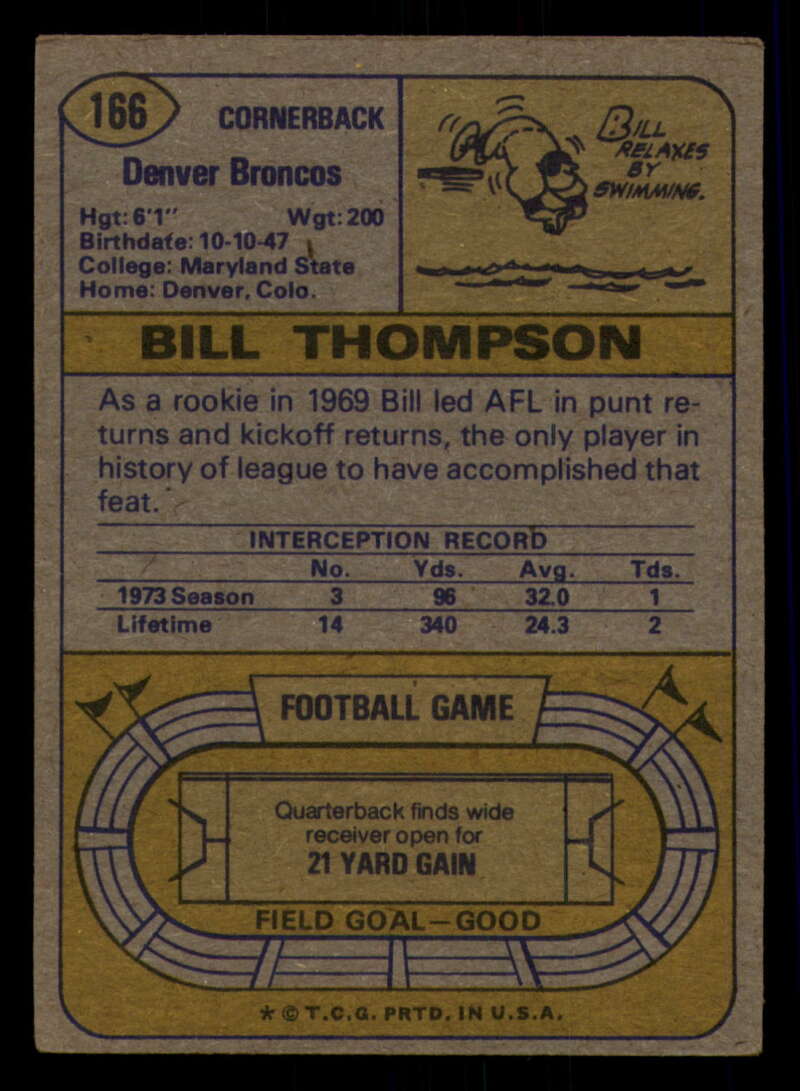 166
CORNERBACK
Denver Broncos
Hgt: 6'1" Wgt: 200
Birthdate: 10-10-47
College: Maryland State
Home: Denver, Colo.
BILL
RELAXES
BY
SWIMMING.
BILL THOMPSON
As a rookie in 1969 Bill led AFL in punt re-
turns and kickoff returns, the only player in
history of league to have accomplished that
feat.
INTERCEPTION RECORD
No. Yds. Avg. Tds.
1973 Season 3 96 32.0 1
Lifetime 14 340 24.3 2
FOOTBALL GAME
Quarterback finds wide
receiver open for
21 YARD GAIN
FIELD GOAL—GOOD
* © T.C.G. PRTD. IN U.S.A.